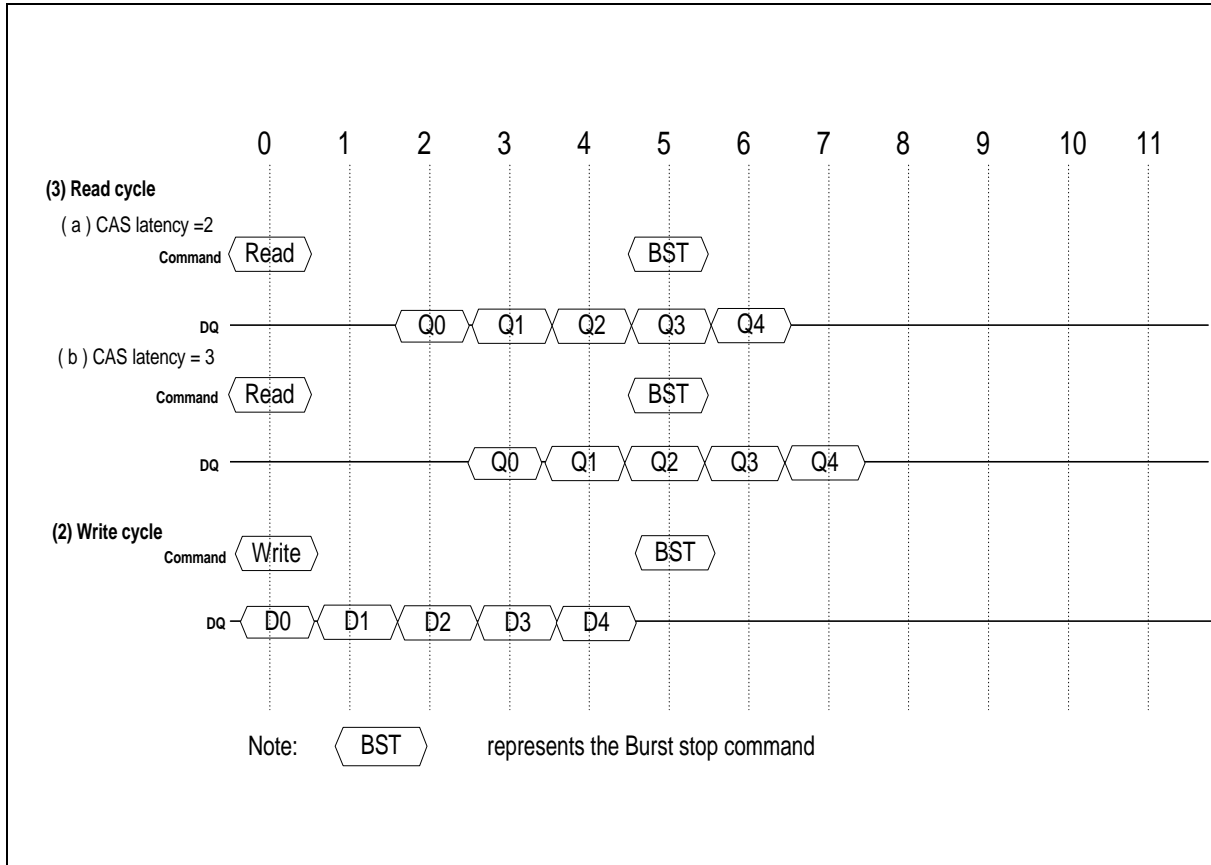 0 1 2 3 4 5 6 7 8 9 10 11
(3) Read cycle
( a ) CAS latency =2
Command Read BST
DQ Q0 Q1 Q2 Q3 Q4
( b ) CAS latency = 3
Command Read BST
DQ Q0 Q1 Q2 Q3 Q4
(2) Write cycle
Command Write BST
DQ D0 D1 D2 D3 D4
Note: BST represents the Burst stop command